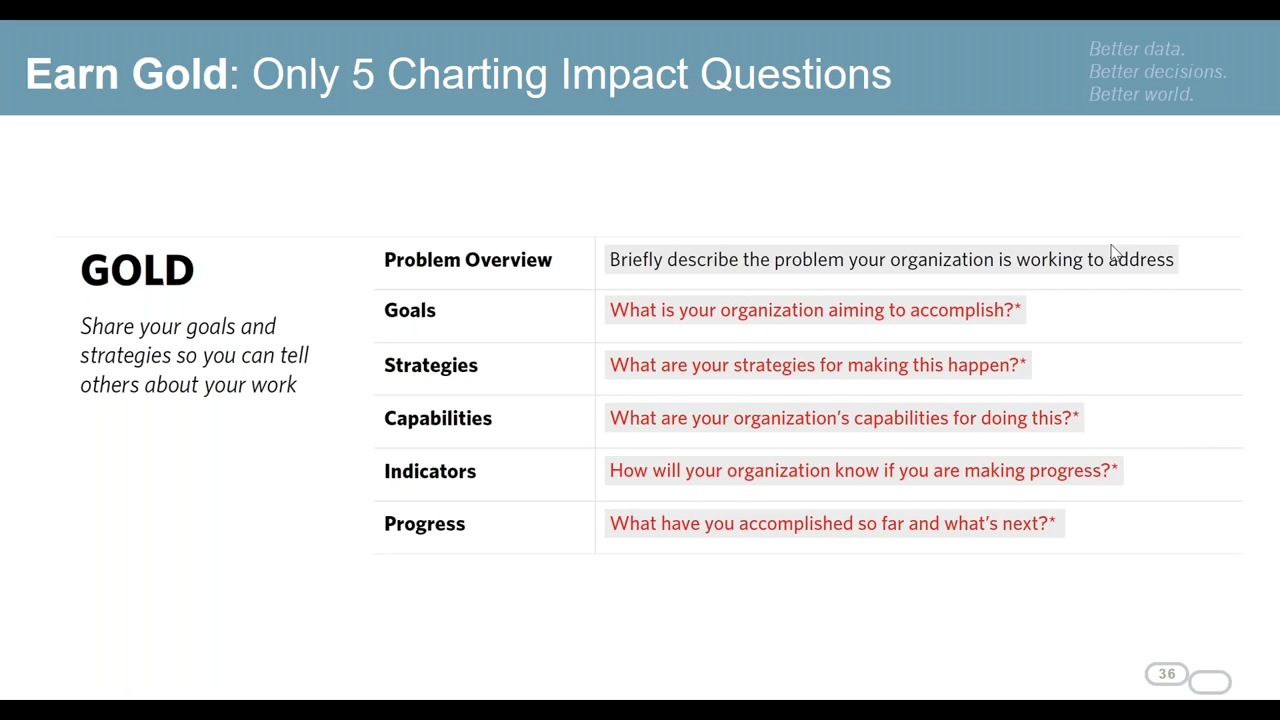 Earn Gold: Only 5 Charting Impact Questions
Better data.
Better decisions.
Better world.
GOLD
Share your goals and
strategies so you can tell
others about your work
Problem Overview Briefly describe the problem your organization is working to address
Goals What is your organization aiming to accomplish?*
Strategies What are your strategies for making this happen?*
Capabilities What are your organization's capabilities for doing this?*
Indicators How will your organization know if you are making progress?*
Progress What have you accomplished so far and what's next?*
36